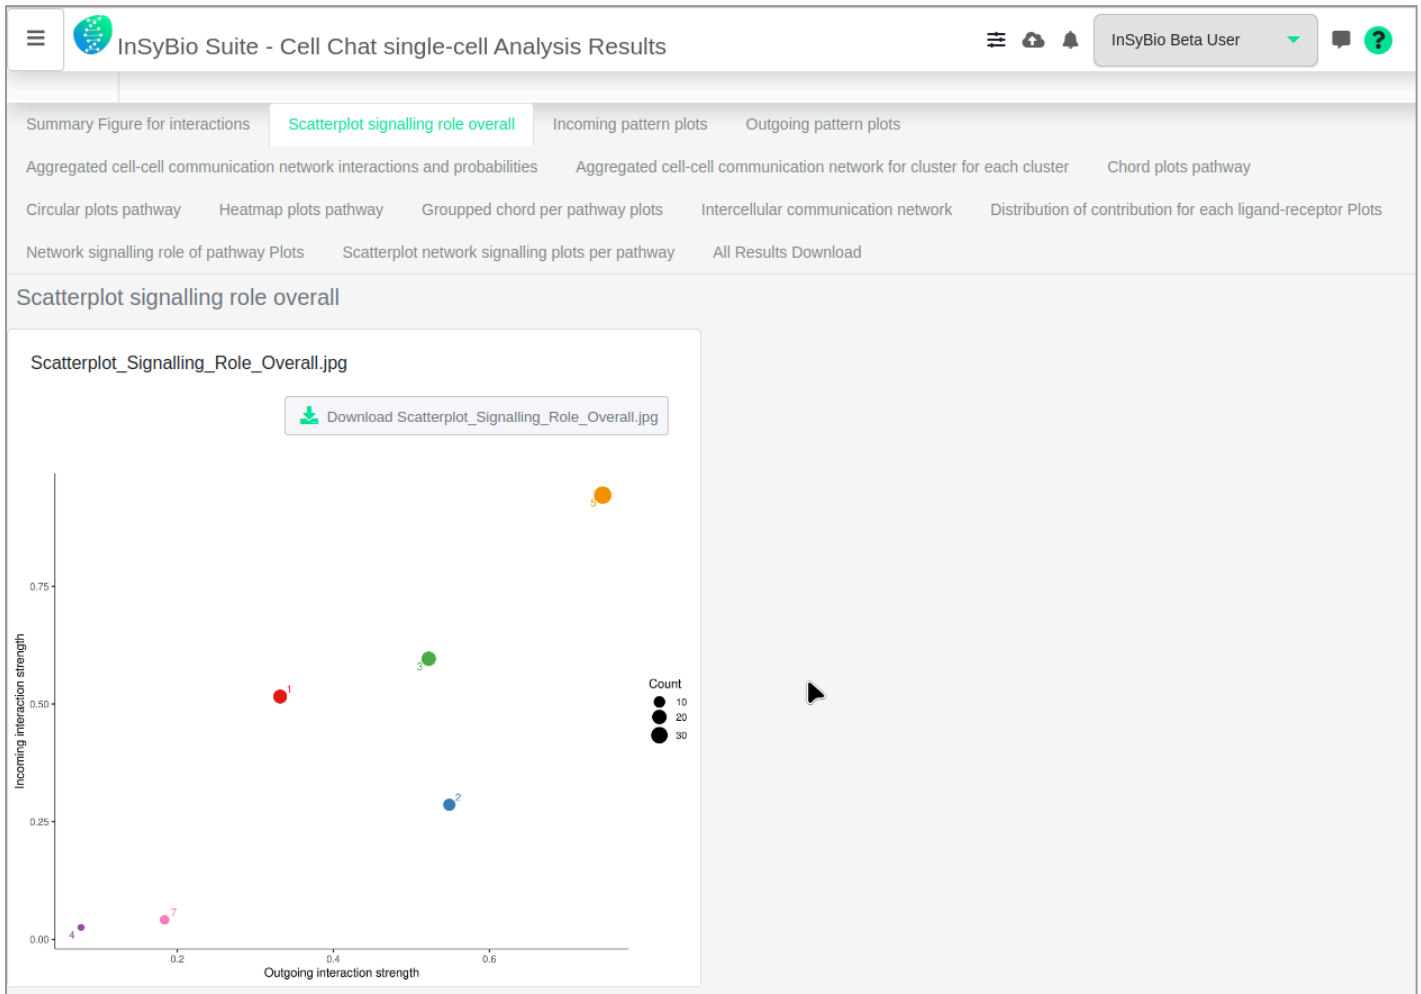 InSyBio Suite - Cell Chat single-cell Analysis Results
InSyBio Beta User
?
Summary Figure for interactions
Scatterplot signalling role overall
Incoming pattern plots
Outgoing pattern plots
Aggregated cell-cell communication network interactions and probabilities
Aggregated cell-cell communication network for cluster for each cluster
Chord plots pathway
Circular plots pathway
Heatmap plots pathway
Groupped chord per pathway plots
Intercellular communication network
Distribution of contribution for each ligand-receptor Plots
Network signalling role of pathway Plots
Scatterplot network signalling plots per pathway
All Results Download
Scatterplot signalling role overall
Scatterplot_Signalling_Role_Overall.jpg
Download Scatterplot_Signalling_Role_Overall.jpg
5
0.75
3
1
Incoming interaction strength
0.50
Count
10
20
30
2
0.25
7
4
0.00
0.2
0.4
0.6
Outgoing interaction strength